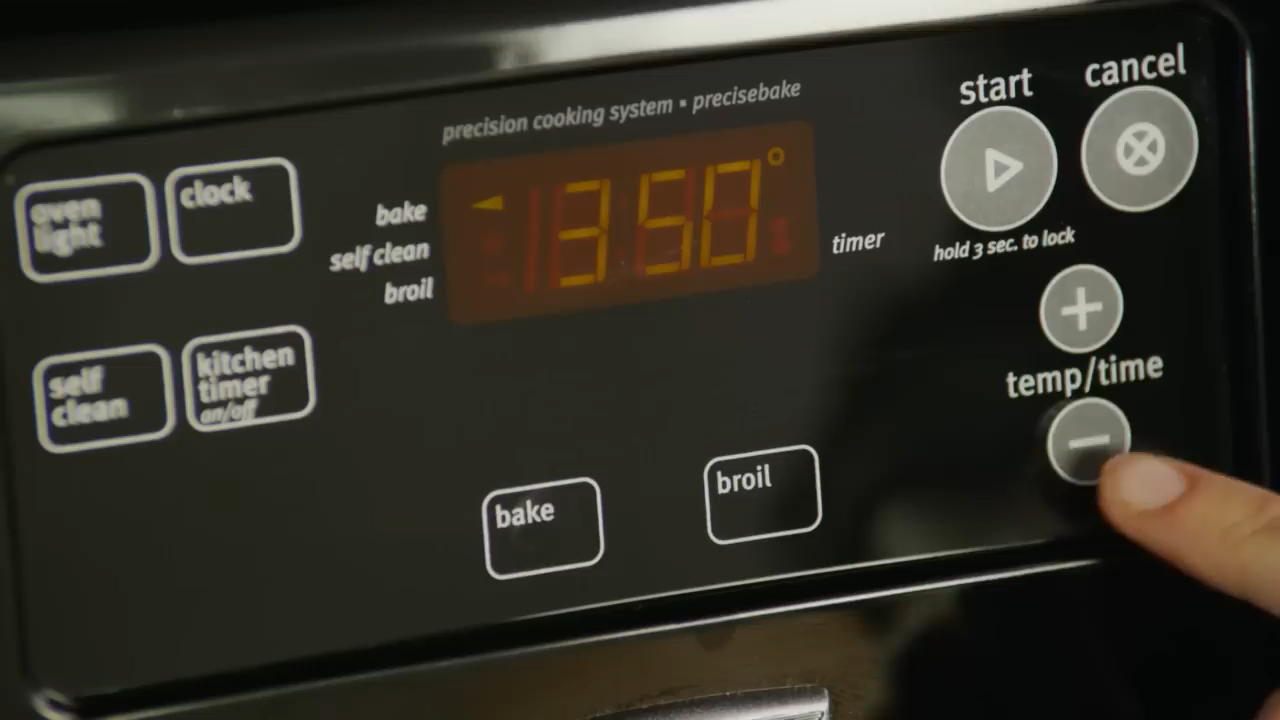 precision cooking system ▪ precisebake
start
cancel
oven
light
clock
bake
self clean
broil
350°
timer
hold 3 sec. to lock
self
clean
kitchen
timer
on/off
temp/time
bake
broil